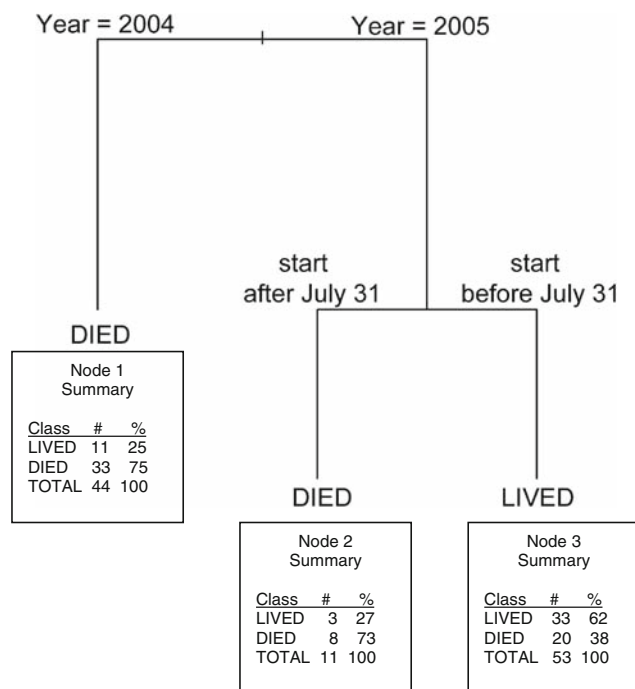 Year = 2004 Year = 2005
start
after July 31
start
before July 31
DIED
Node 1
Summary
Class # %
LIVED 11 25
DIED 33 75
TOTAL 44 100
DIED
Node 2
Summary
Class # %
LIVED 3 27
DIED 8 73
TOTAL 11 100
LIVED
Node 3
Summary
Class # %
LIVED 33 62
DIED 20 38
TOTAL 53 100